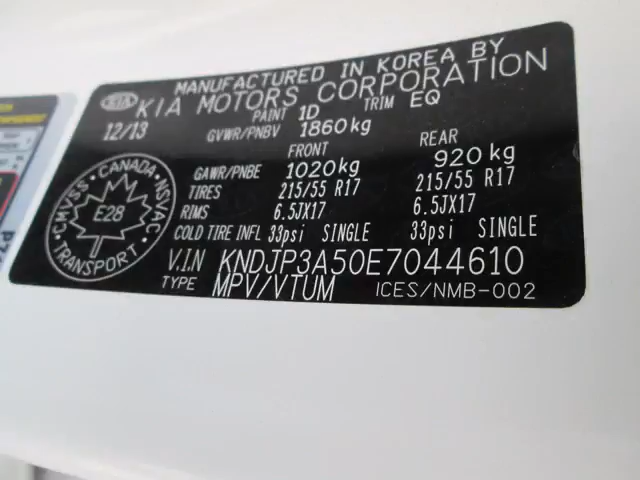 MANUFACTURED IN KOREA BY
KIA KIA MOTORS CORPORATION
12/13 PAINT 1D TRIM EQ
GVWR/PNBV 1860kg
FRONT REAR
GAWR/PNBE 1020kg 920 kg
TIRES 215/55 R17 215/55 R17
RIMS 6.5JX17 6.5JX17
COLD TIRE INFL 33psi SINGLE 33psi SINGLE
V.I.N KNDJP3A50E7044610
TYPE MPV/VTUM ICES/NMB-002
CANADA
CMVSS NSVAC
E28
TRANSPORT